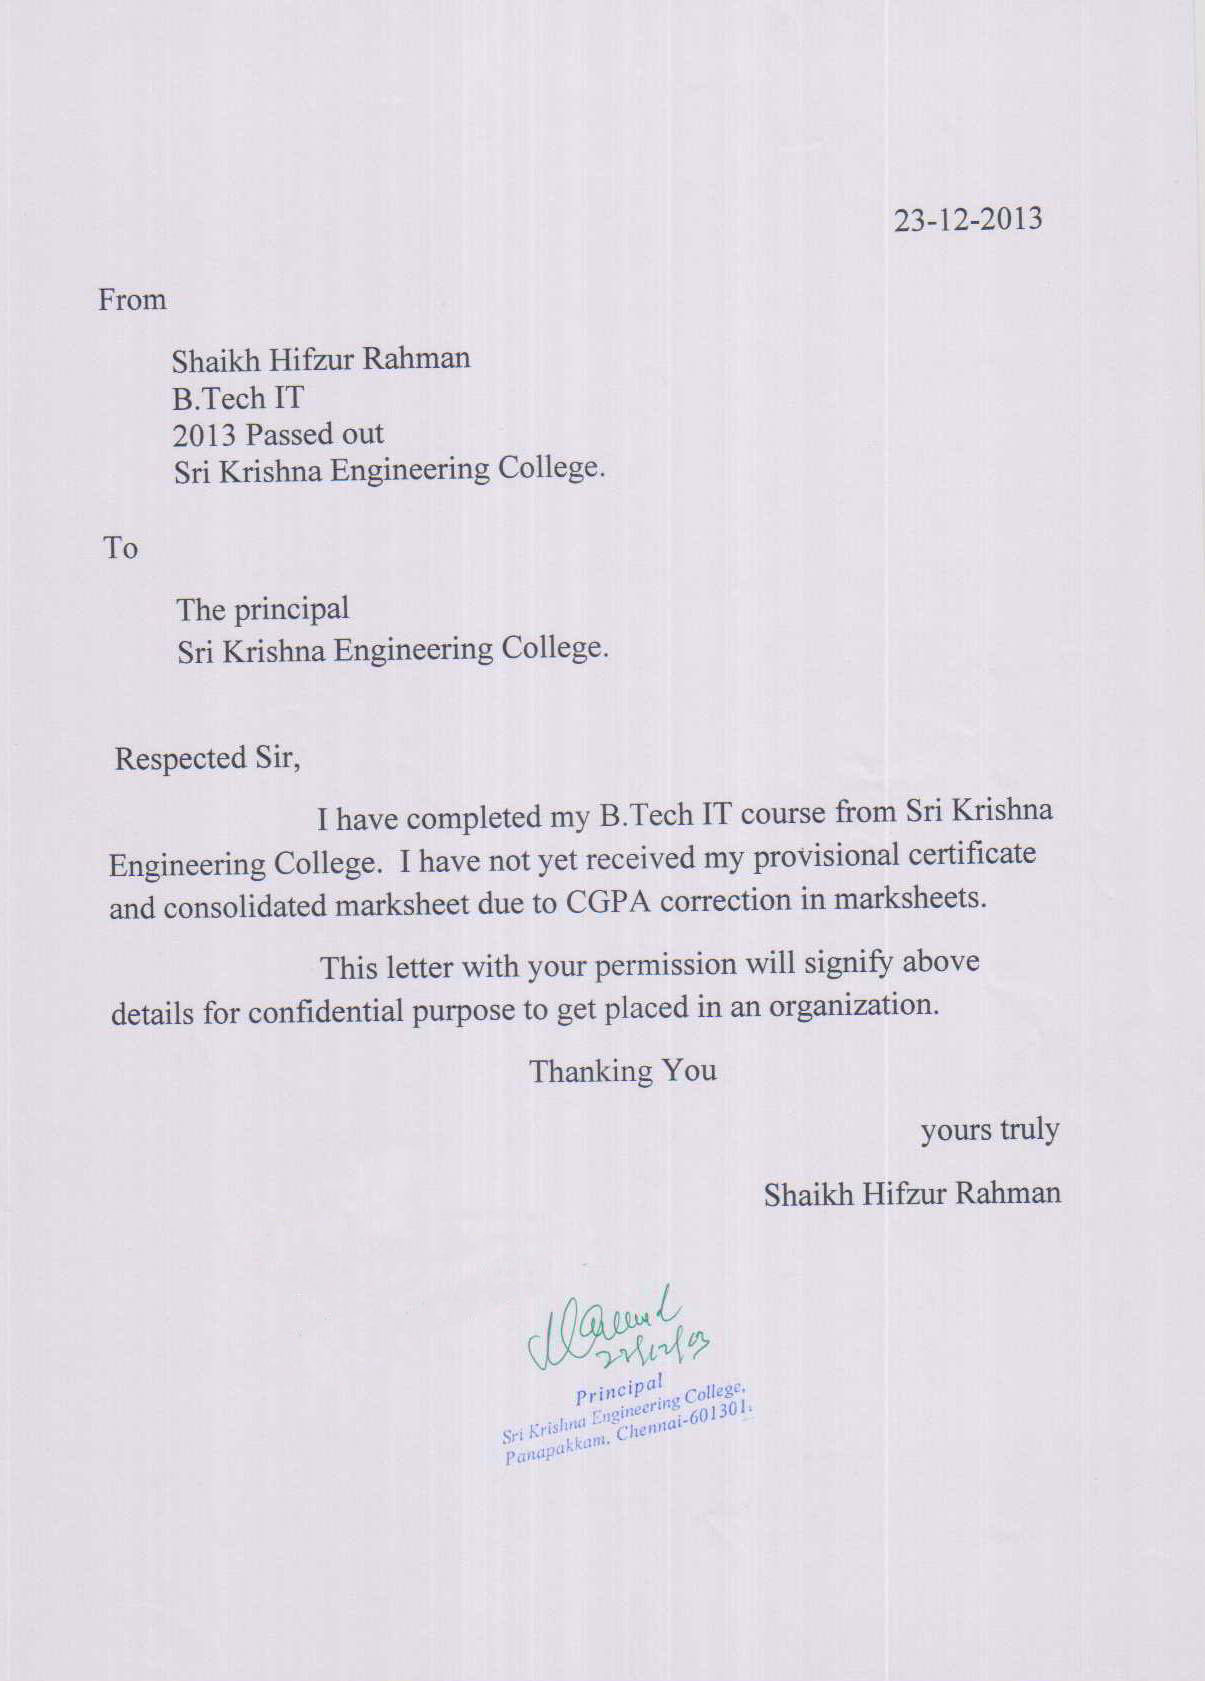 23-12-2013
From
Shaikh Hifzur Rahman
B.Tech IT
2013 Passed out
Sri Krishna Engineering College.
To
The principal
Sri Krishna Engineering College.
Respected Sir,
I have completed my B.Tech IT course from Sri Krishna
Engineering College. I have not yet received my provisional certificate
and consolidated marksheet due to CGPA correction in marksheets.
This letter with your permission will signify above
details for confidential purpose to get placed in an organization.
Thanking You
yours truly
Shaikh Hifzur Rahman
Principal
Sri Krishna Engineering College,
Panapakkam, Chennai-601301.